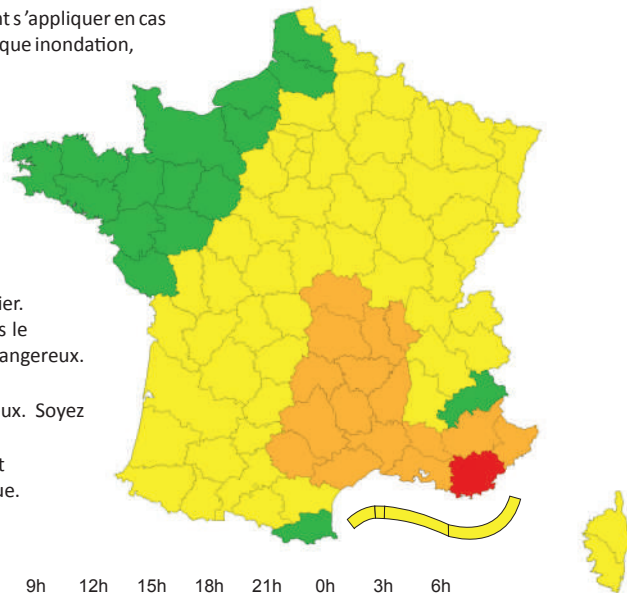 t s'appliquer en cas
que inondation,
ier.
s le
angereux.
ux. Soyez
t
ue.
9h 12h 15h 18h 21h 0h 3h 6h